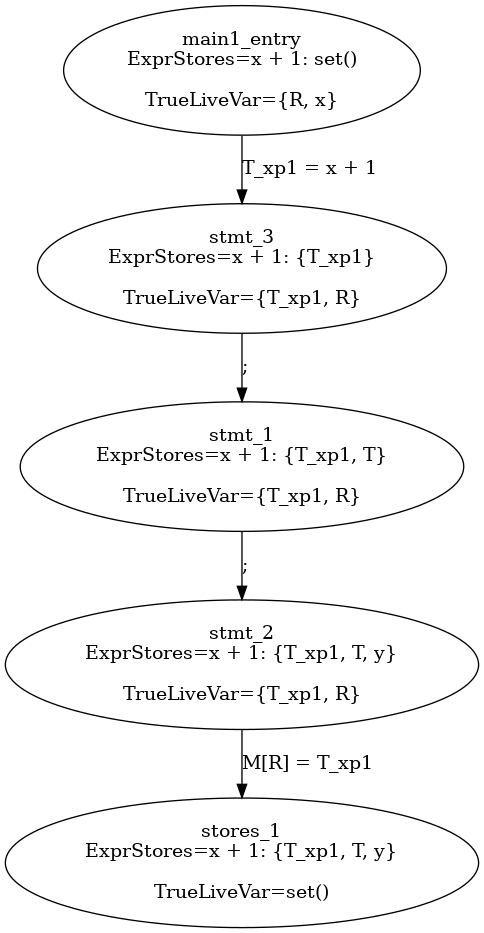 main1_entry
ExprStores=x + 1: set()
TrueLiveVar={R, x}
T_xp1 = x + 1
stmt_3
ExprStores=x + 1: {T_xp1}
TrueLiveVar={T_xp1, R}
;
stmt_1
ExprStores=x + 1: {T_xp1, T}
TrueLiveVar={T_xp1, R}
;
stmt_2
ExprStores=x + 1: {T_xp1, T, y}
TrueLiveVar={T_xp1, R}
M[R] = T_xp1
stores_1
ExprStores=x + 1: {T_xp1, T, y}
TrueLiveVar=set()